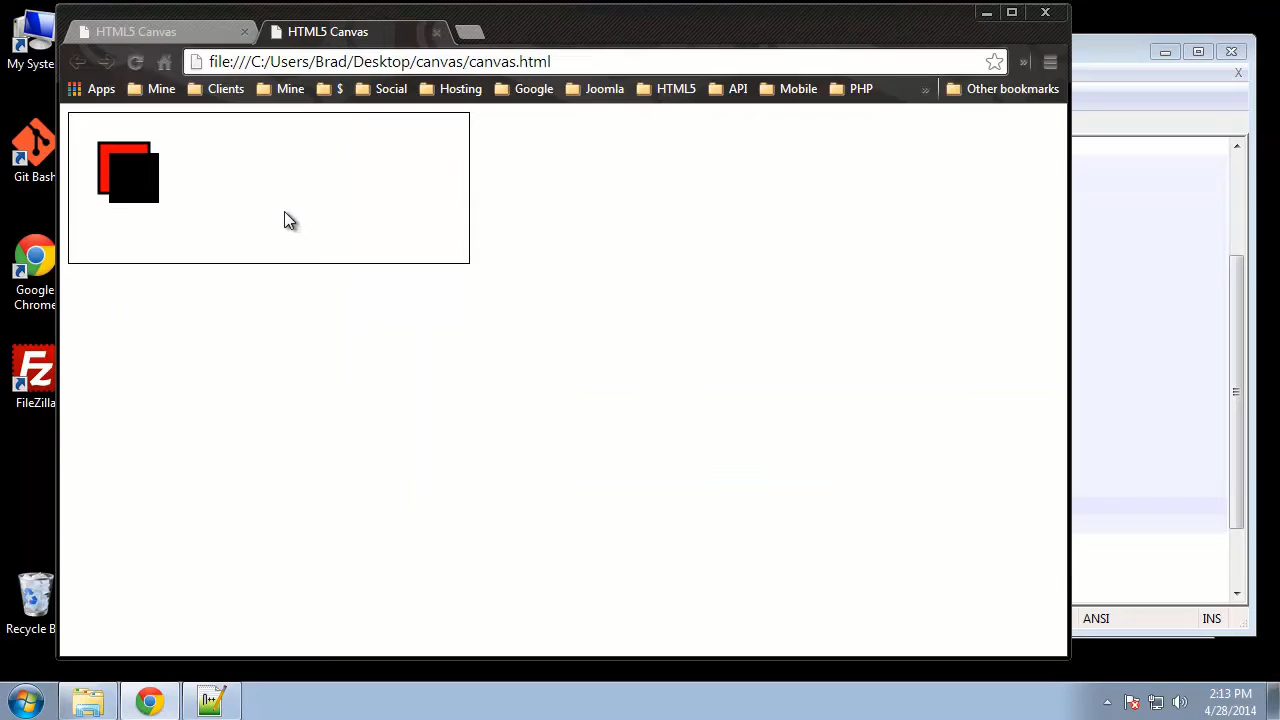 My Syste
Git Bash
Google
Chrome
FileZilla
Recycle B
HTML5 Canvas
HTML5 Canvas
file:///C:/Users/Brad/Desktop/canvas/canvas.html
Apps Mine Clients Mine $ Social Hosting Google Joomla HTML5 API Mobile PHP » Other bookmarks
ANSI INS
2:13 PM
4/28/2014